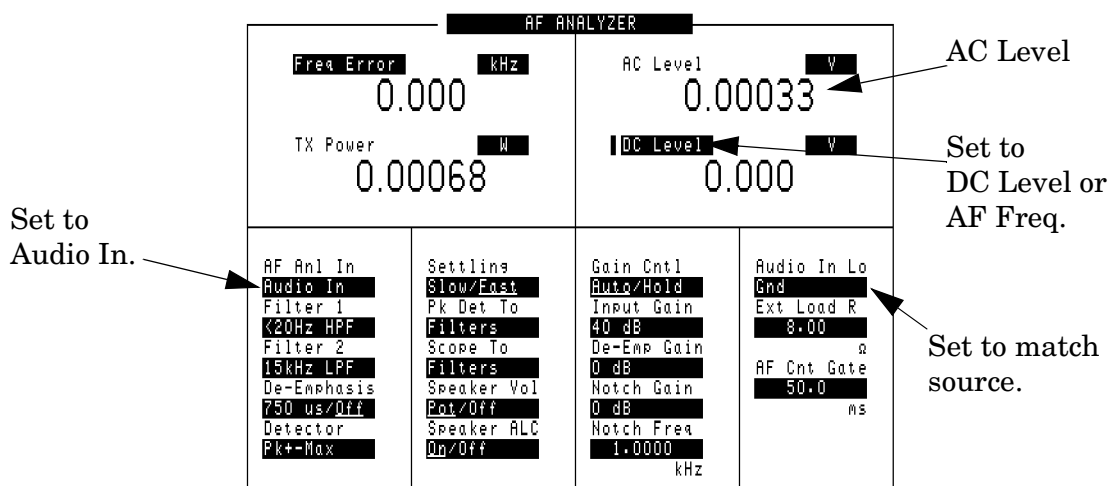 AF ANALYZER
Freq Error kHz
0.000
AC Level V
0.00033
TX Power W
0.00068
DC Level V
0.000
AC Level
Set to
DC Level or
AF Freq.
Set to
Audio In.
AF Anl In
Audio In
Filter 1
<20Hz HPF
Filter 2
15kHz LPF
De-Emphasis
750 us/Off
Detector
Pk+-Max
Settling
Slow/Fast
Pk Det To
Filters
Scope To
Filters
Speaker Vol
Pot/Off
Speaker ALC
On/Off
Gain Cntl
Auto/Hold
Input Gain
40 dB
De-Emp Gain
0 dB
Notch Gain
0 dB
Notch Freq
1.0000
kHz
Audio In Lo
Gnd
Ext Load R
8.00
Ω
AF Cnt Gate
50.0
ms
Set to match
source.